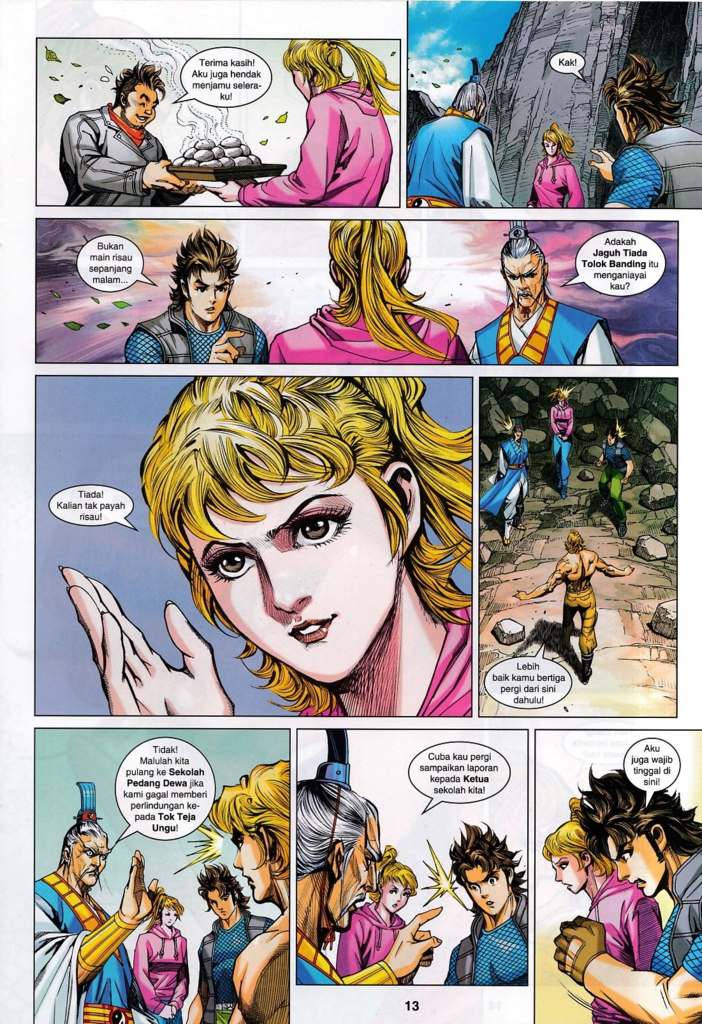 Terima kasih!
Aku juga hendak
menjamu selera-
ku!
Kak!
Bukan
main risau
sepanjang
malam...
Adakah
Jaguh Tiada
Tolok Banding itu
menganiayai
kau?
Tiada!
Kalian tak payah
risau!
Lebih
baik kamu bertiga
pergi dari sini
dahulu!
Tidak!
Malulah kita
pulang ke Sekolah
Pedang Dewa jika
kami gagal memberi
perlindungan ke-
pada Tok Teja
Ungu!
Cuba kau pergi
sampaikan laporan
kepada Ketua
sekolah kita!
Aku
juga wajib
tinggal di
sini!
13